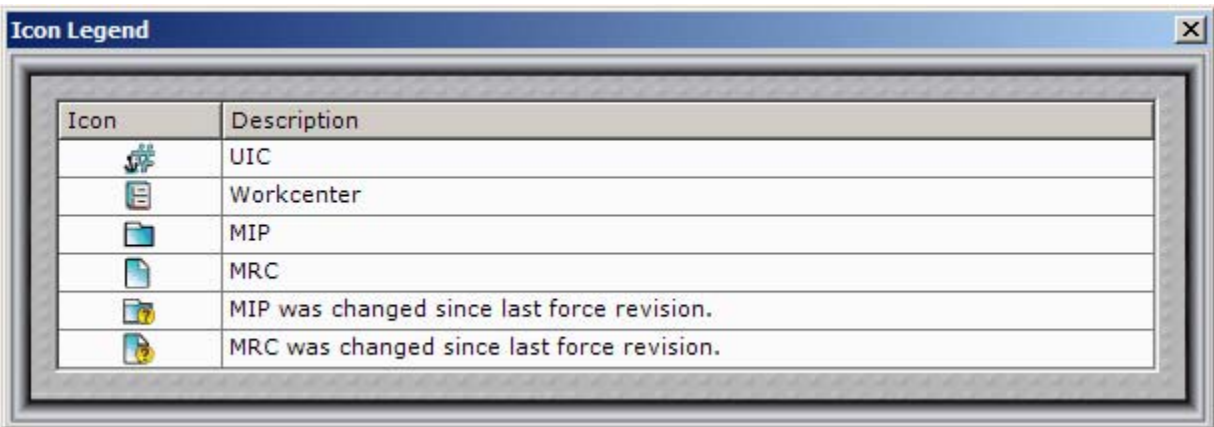 Icon Legend
Icon Description
UIC
Workcenter
MIP
MRC
MIP was changed since last force revision.
MRC was changed since last force revision.